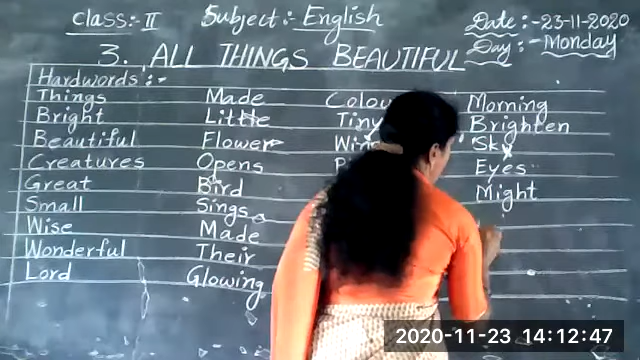 Class:- II Subject:- English Date:-23-11-2020
Day:-Monday
3. ALL THINGS BEAUTIFUL
Hardwords:-
Things Made Morning
Bright Little Tiny Brighten
Beautiful Flower Sky
Creatures Opens Eyes
Great Bird Might
Small Sings
Wise Made
Wonderful Their
Lord Glowing
2020-11-23 14:12:47